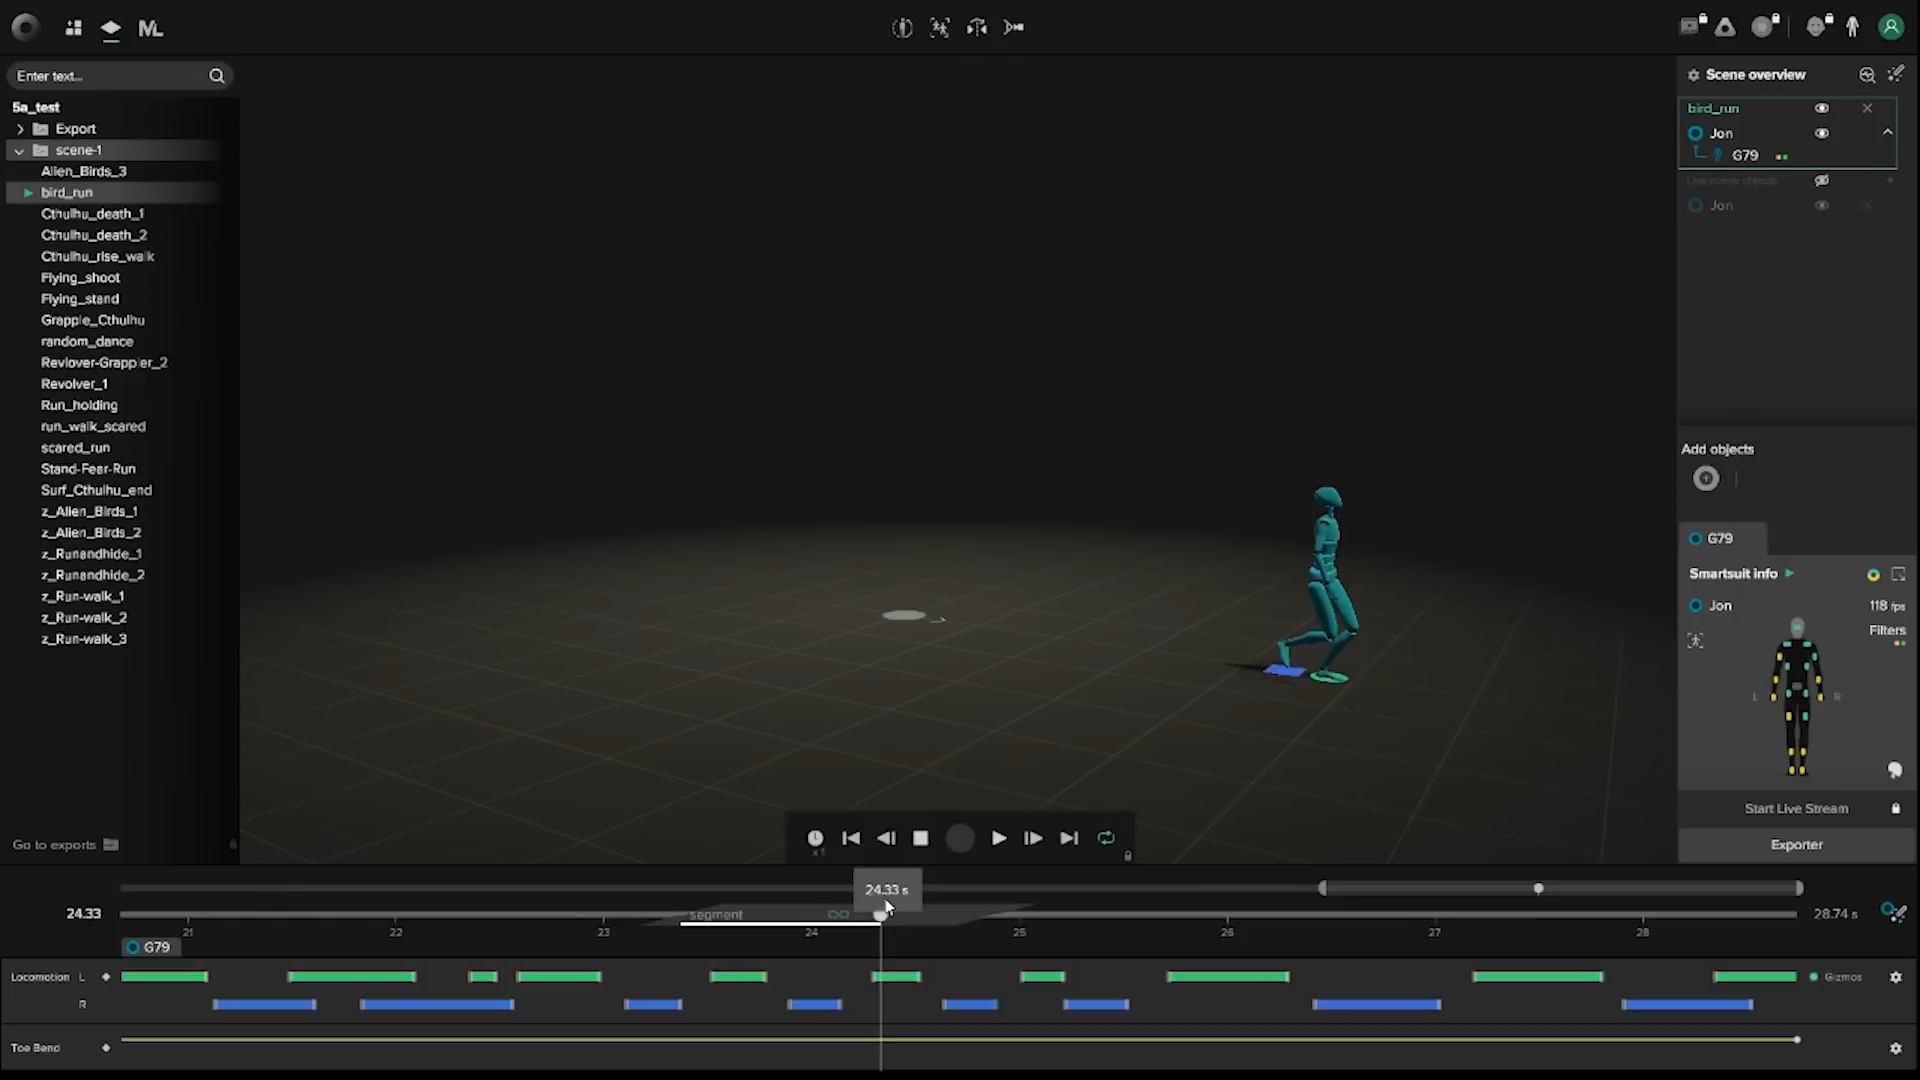 Enter text...
5a_test
Export
scene-1
Alien_Birds_3
bird_run
Cthulhu_death_1
Cthulhu_death_2
Cthulhu_rise_walk
Flying_shoot
Flying_stand
Grapple_Cthulhu
random_dance
Revlover-Grappler_2
Revolver_1
Run_holding
run_walk_scared
scared_run
Stand-Fear-Run
Surf_Cthulhu_end
z_Alien_Birds_1
z_Alien_Birds_2
z_Runandhide_1
z_Runandhide_2
z_Run-walk_1
z_Run-walk_2
z_Run-walk_3
Go to exports
Scene overview
bird_run
Jon
G79
Live scene objects
Jon
Add objects
G79
Smartsuit info
Jon
118 fps
Filters
L R
Start Live Stream
Exporter
x1
24.33 s
24.33
segment
28.74 s
21 22 23 24 25 26 27 28
G79
Locomotion L
Gizmos
R
Toe Bend